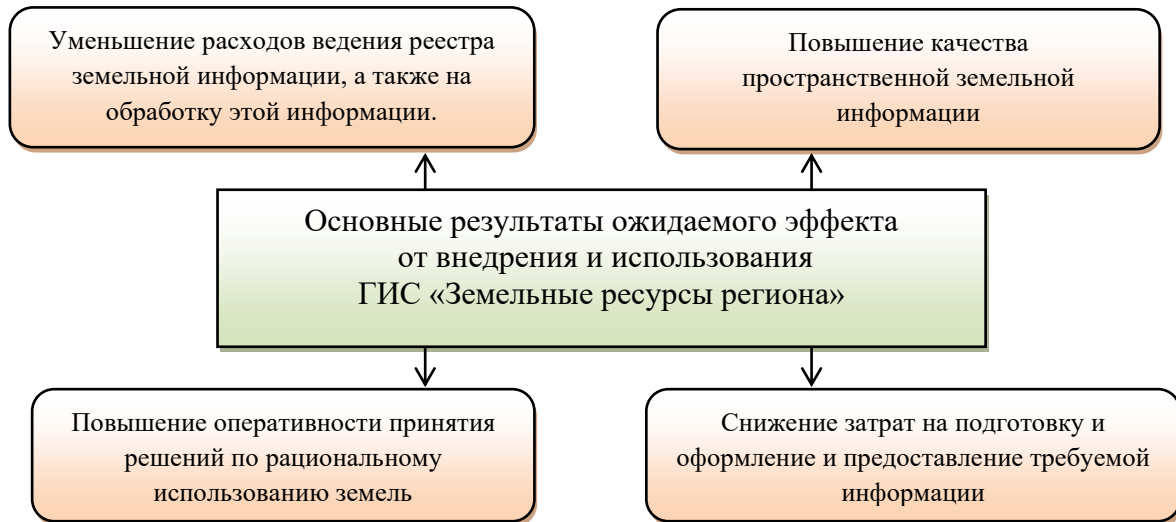 Уменьшение расходов ведения реестра
земельной информации, а также на
обработку этой информации.
Повышение качества
пространственной земельной
информации
Основные результаты ожидаемого эффекта
от внедрения и использования
ГИС «Земельные ресурсы региона»
Повышение оперативности принятия
решений по рациональному
использованию земель
Снижение затрат на подготовку и
оформление и предоставление требуемой
информации